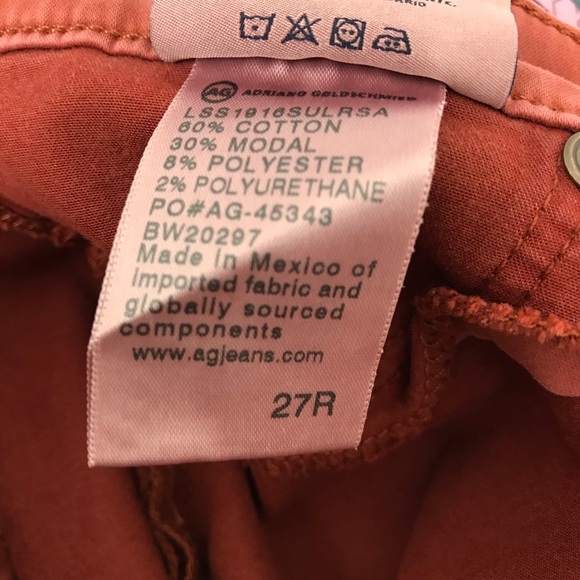 ARIO
AG ADRIANO GOLDSCHMIED
LSS1916SULRSA
60% COTTON
30% MODAL
8% POLYESTER
2% POLYURETHANE
PO#AG-45343
BW20297
Made in Mexico of
imported fabric and
globally sourced
components
www.agjeans.com
27R